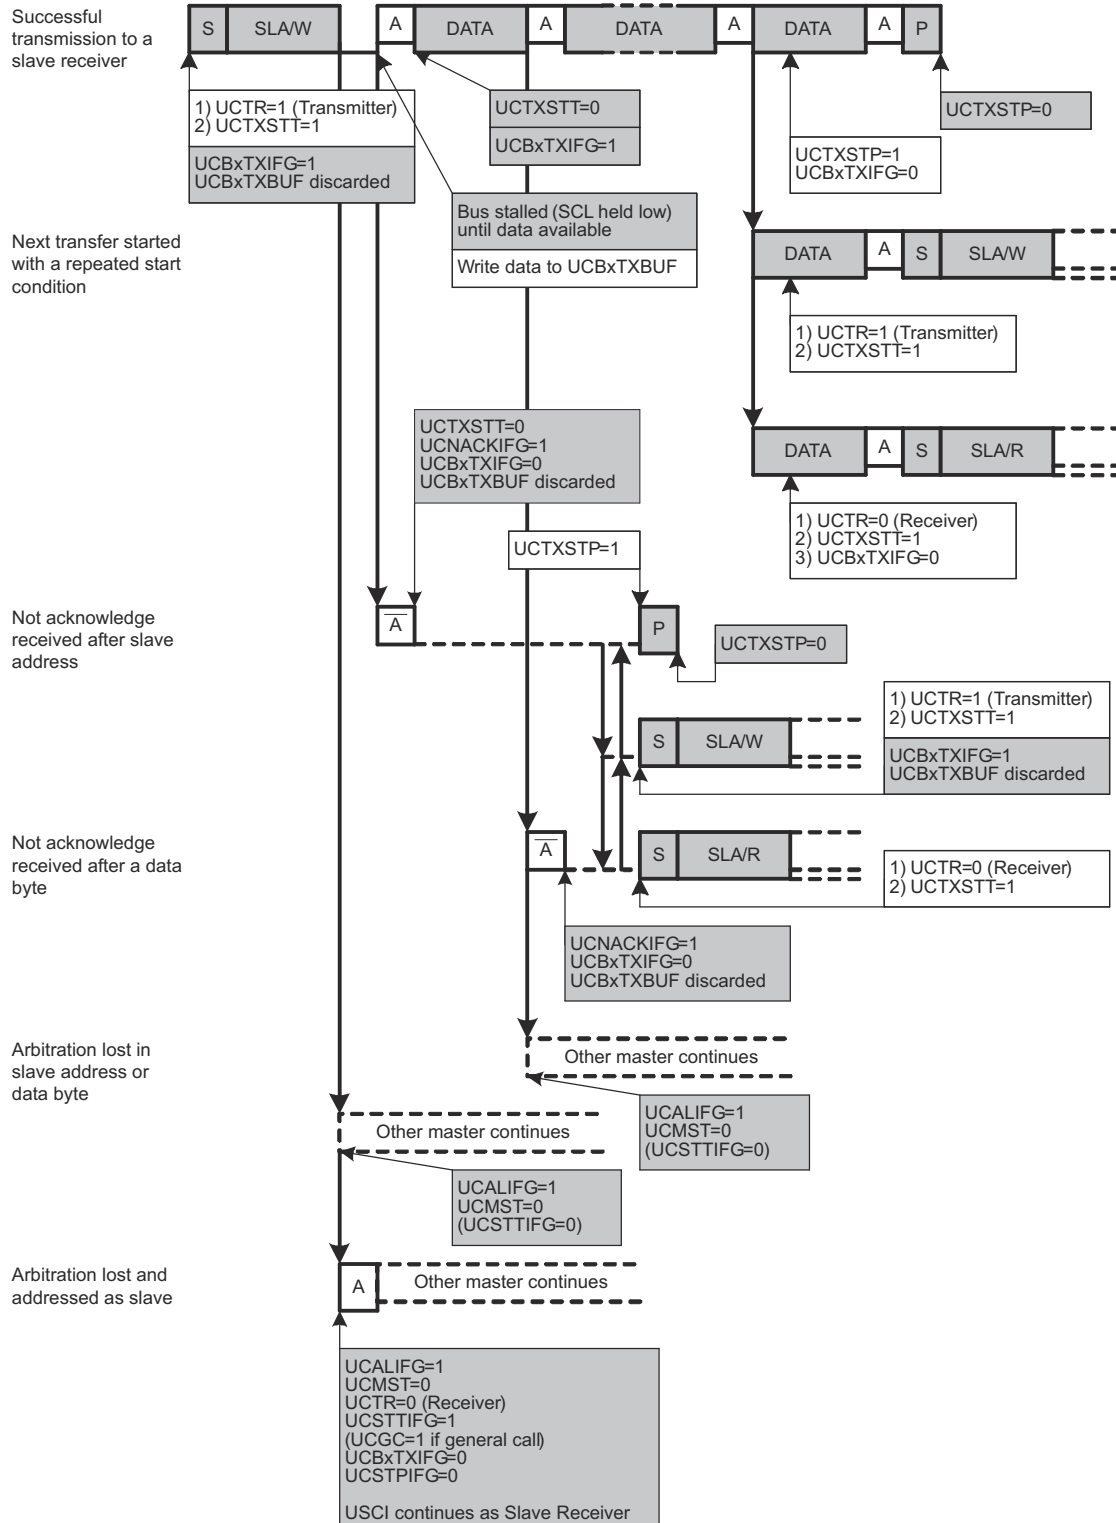 Successful
transmission to a
slave receiver
S
SLA/W
A
DATA
A
DATA
A
DATA
A
P
1) UCTR=1 (Transmitter)
2) UCTXSTT=1
UCBxTXIFG=1
UCBxTXBUF discarded
UCTXSTT=0
UCBxTXIFG=1
UCTXSTP=0
UCTXSTP=1
UCBxTXIFG=0
Bus stalled (SCL held low)
until data available
Write data to UCBxTXBUF
Next transfer started
with a repeated start
condition
DATA
A
S
SLA/W
1) UCTR=1 (Transmitter)
2) UCTXSTT=1
DATA
A
S
SLA/R
1) UCTR=0 (Receiver)
2) UCTXSTT=1
3) UCBxTXIFG=0
UCTXSTT=0
UCNACKIFG=1
UCBxTXIFG=0
UCBxTXBUF discarded
UCTXSTP=1
Not acknowledge
received after slave
address
A
P
UCTXSTP=0
S
SLA/W
1) UCTR=1 (Transmitter)
2) UCTXSTT=1
UCBxTXIFG=1
UCBxTXBUF discarded
Not acknowledge
received after a data
byte
A
S
SLA/R
1) UCTR=0 (Receiver)
2) UCTXSTT=1
UCNACKIFG=1
UCBxTXIFG=0
UCBxTXBUF discarded
Arbitration lost in
slave address or
data byte
Other master continues
UCALIFG=1
UCMST=0
(UCSTTIFG=0)
Other master continues
UCALIFG=1
UCMST=0
(UCSTTIFG=0)
Arbitration lost and
addressed as slave
A
Other master continues
UCALIFG=1
UCMST=0
UCTR=0 (Receiver)
UCSTTIFG=1
(UCGC=1 if general call)
UCBxTXIFG=0
UCSTPIFG=0
USCI continues as Slave Receiver